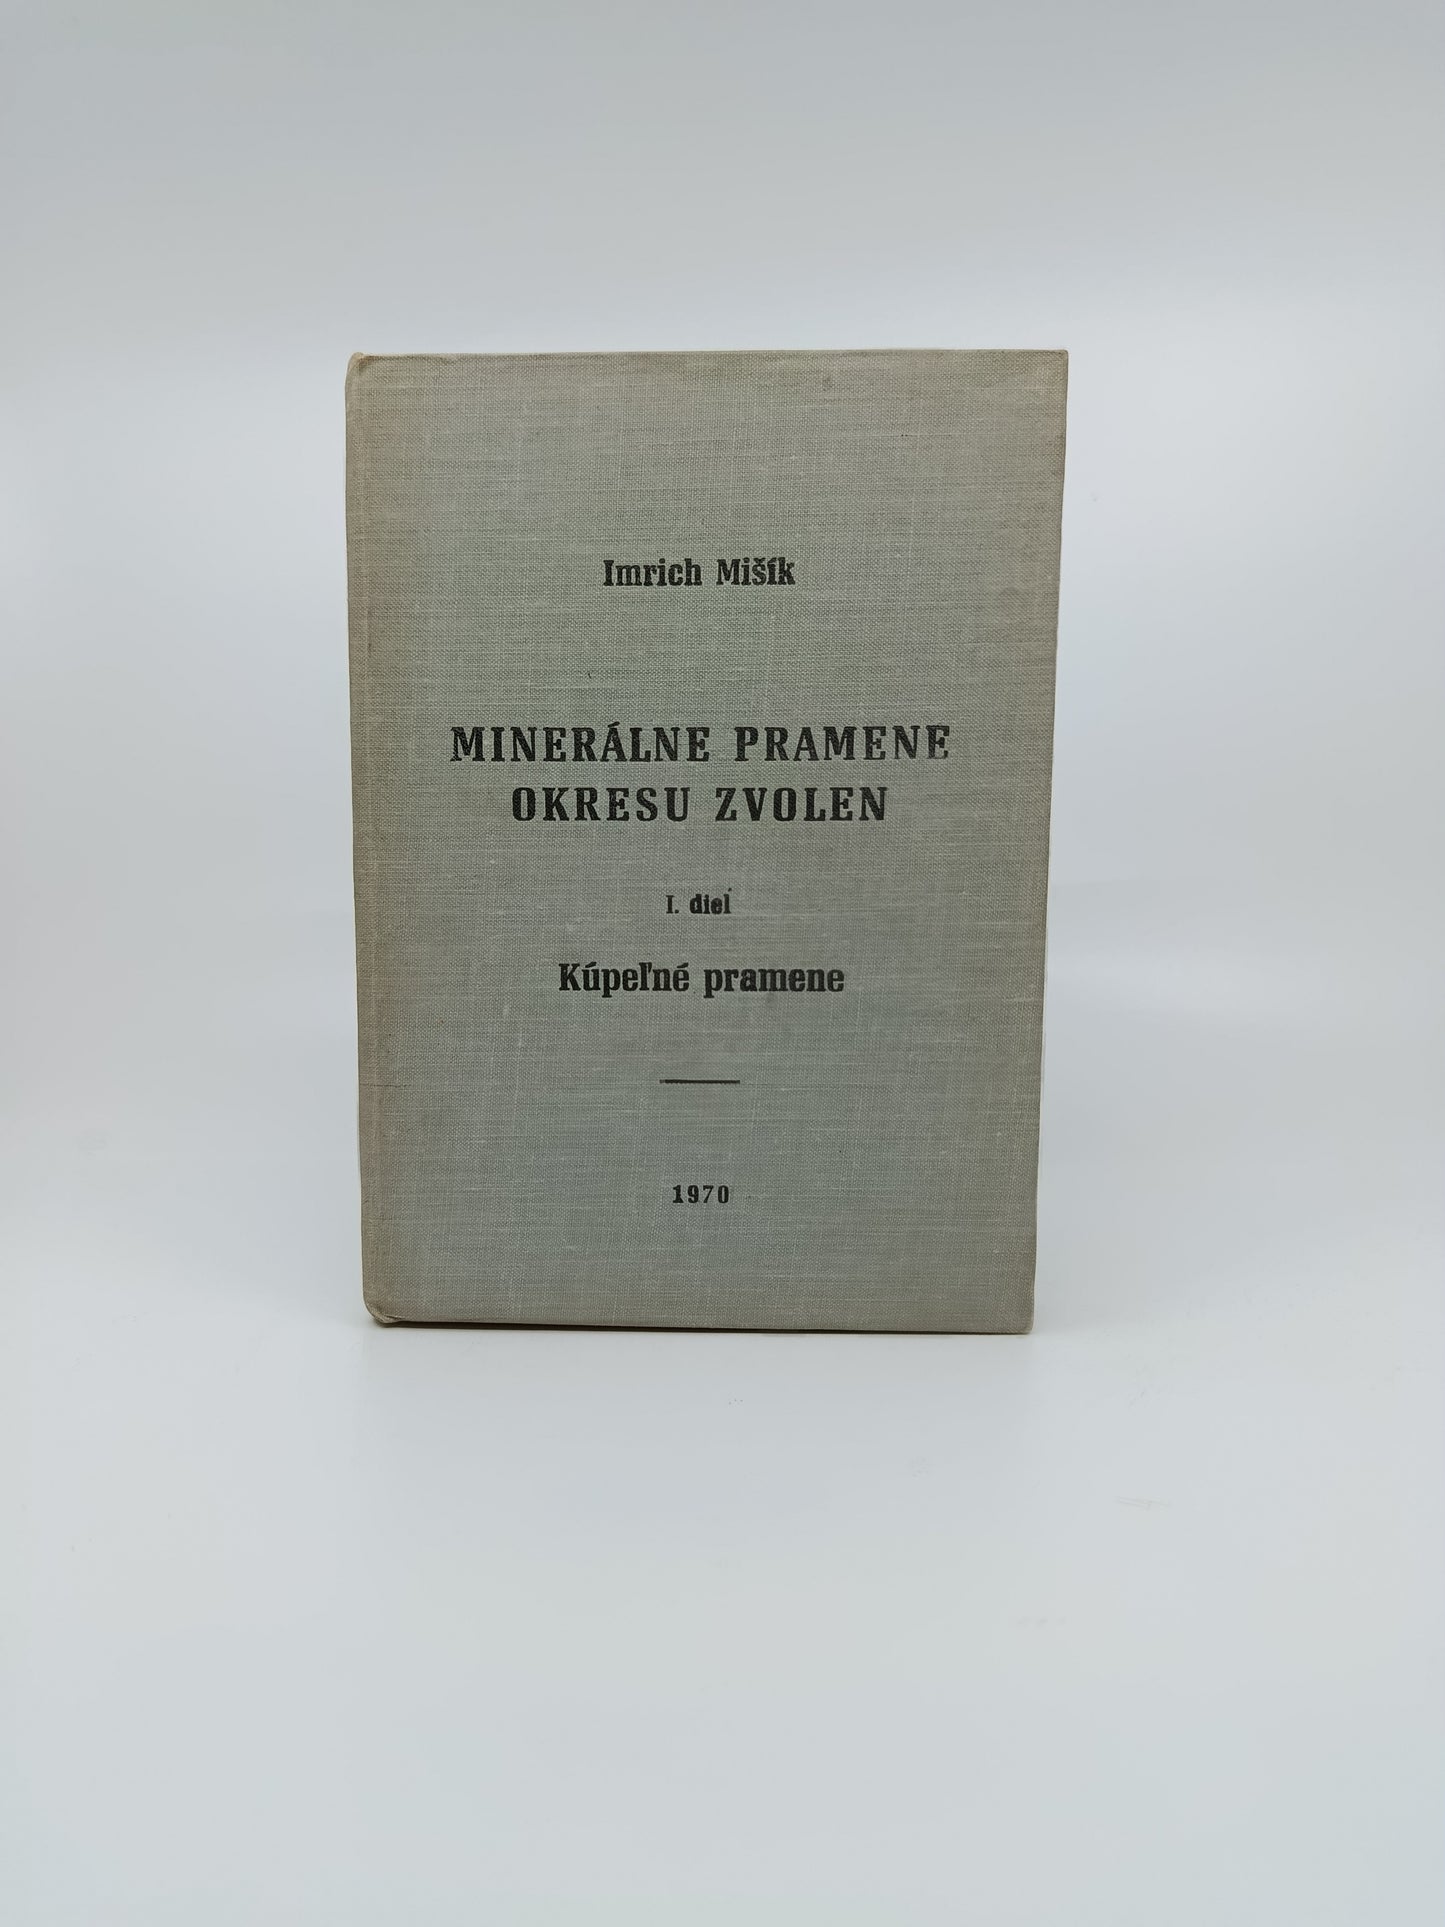 Imrich Mišík
MINERÁLNE PRAMENE
OKRESU ZVOLEN
I. diel
Kúpeľné pramene
1970